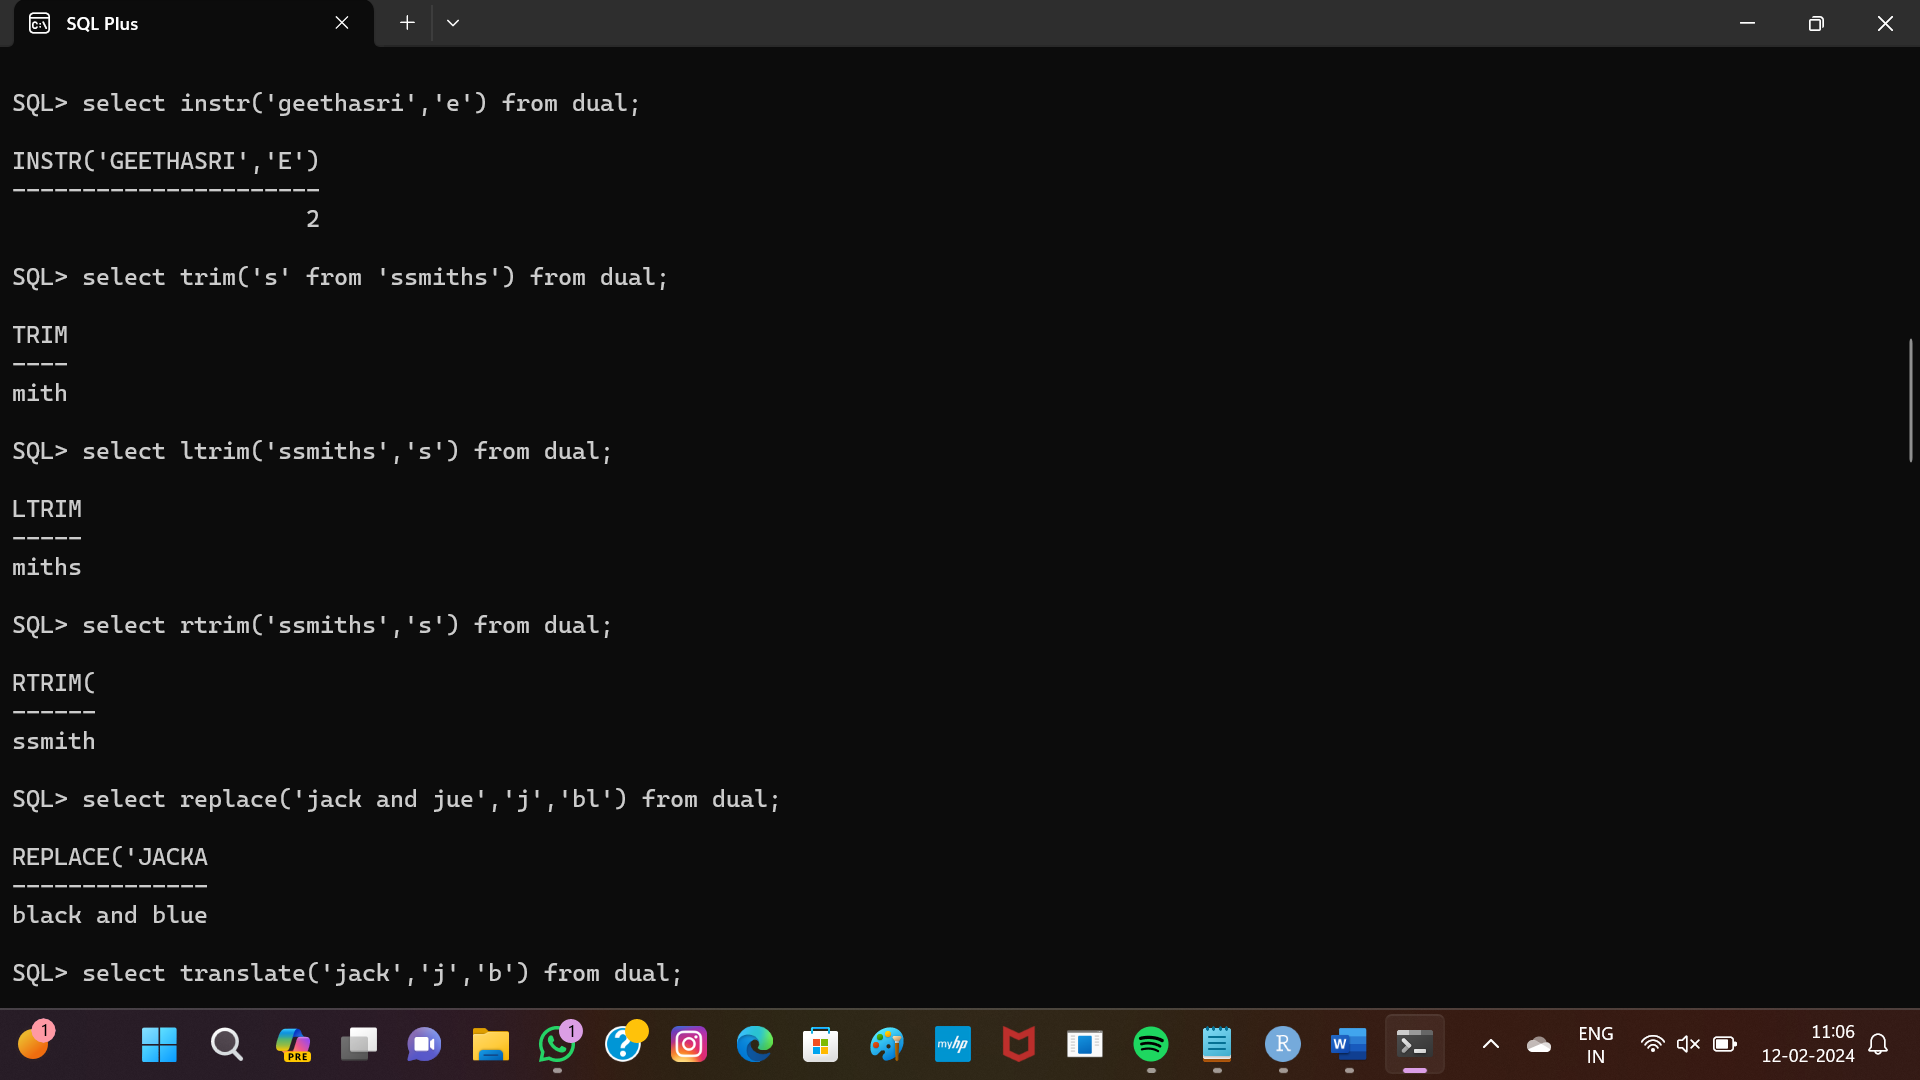 SQL Plus
SQL> select instr('geethasri','e') from dual;
INSTR('GEETHASRI','E')
----------------------
2
SQL> select trim('s' from 'ssmiths') from dual;
TRIM
----
mith
SQL> select ltrim('ssmiths','s') from dual;
LTRIM
-----
miths
SQL> select rtrim('ssmiths','s') from dual;
RTRIM(
------
ssmith
SQL> select replace('jack and jue','j','bl') from dual;
REPLACE('JACKA
--------------
black and blue
SQL> select translate('jack','j','b') from dual;
1
PRE
1
?
myhp
R
W
ENG
IN
11:06
12-02-2024